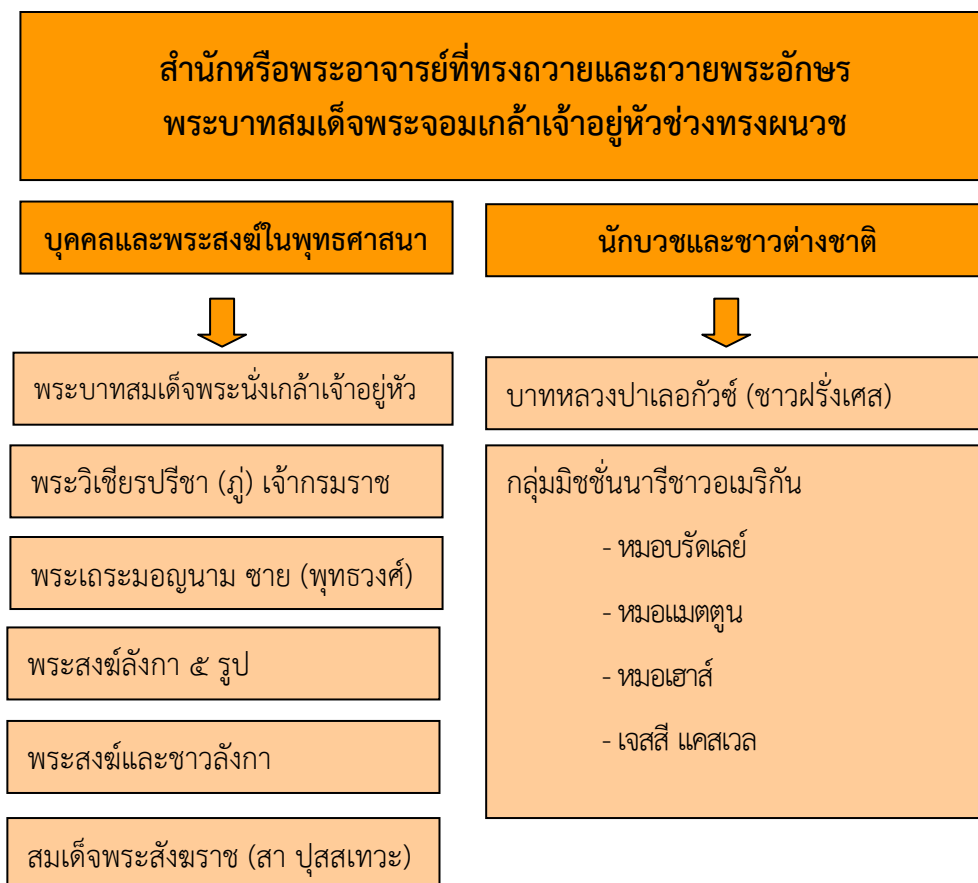 สำนักหรือพระอาจารย์ที่ทรงถวายและถวายพระอักษร
พระบาทสมเด็จพระจอมเกล้าเจ้าอยู่หัวช่วงทรงผนวช
บุคคลและพระสงฆ์ในพุทธศาสนา
พระบาทสมเด็จพระนั่งเกล้าเจ้าอยู่หัว
พระวิเชียรปรีชา (ภู่) เจ้ากรมราช
พระเถระมอญนาม ซาย (พุทธวงศ์)
พระสงฆ์ลังกา ๕ รูป
พระสงฆ์และชาวลังกา
สมเด็จพระสังฆราช (สา ปุสสเทวะ)
นักบวชและชาวต่างชาติ
บาทหลวงปาเลอกัวซ์ (ชาวฝรั่งเศส)
กลุ่มมิชชั่นนารีชาวอเมริกัน
- หมอบรัดเลย์
- หมอแมตตูน
- หมอเฮาส์
- เจสสี แคสเวล